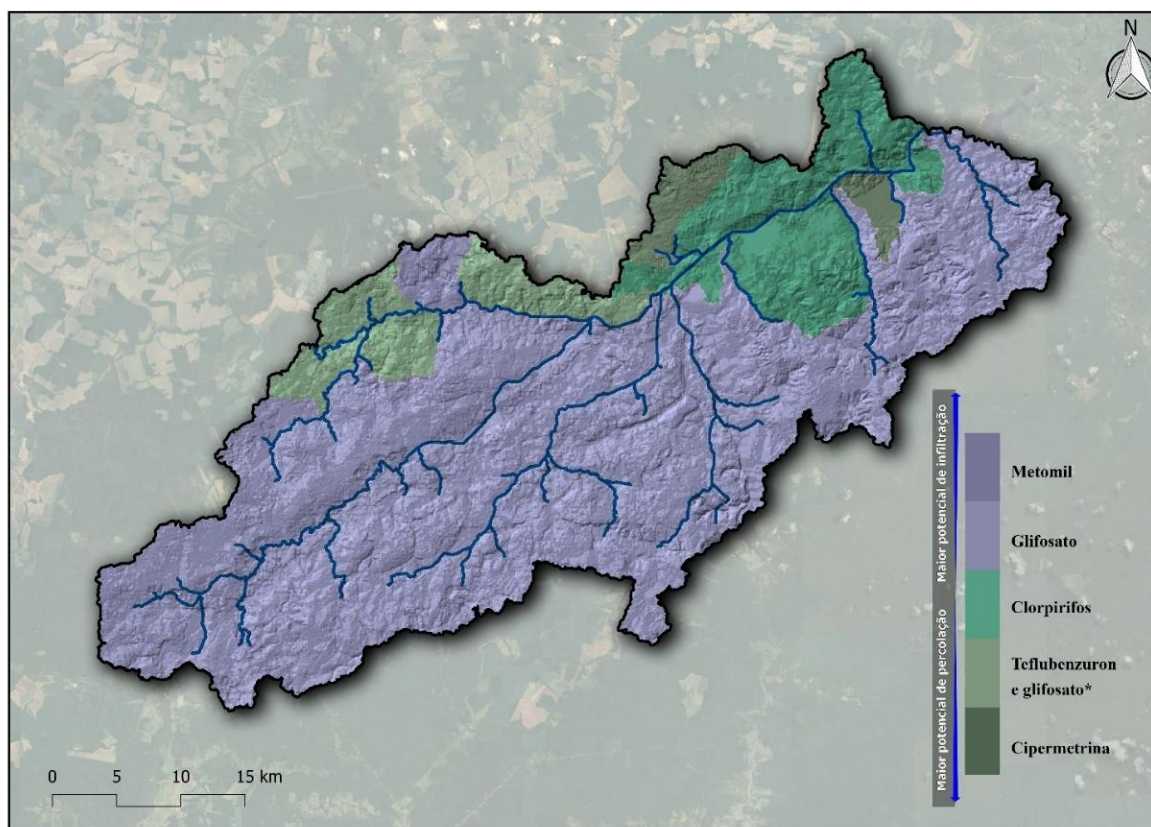 N
Maior potencial de infiltração
Maior potencial de percolação
Metomil
Glifosato
Clorpirifos
Teflubenzuron
e glifosato*
Cipermetrina
0 5 10 15 km